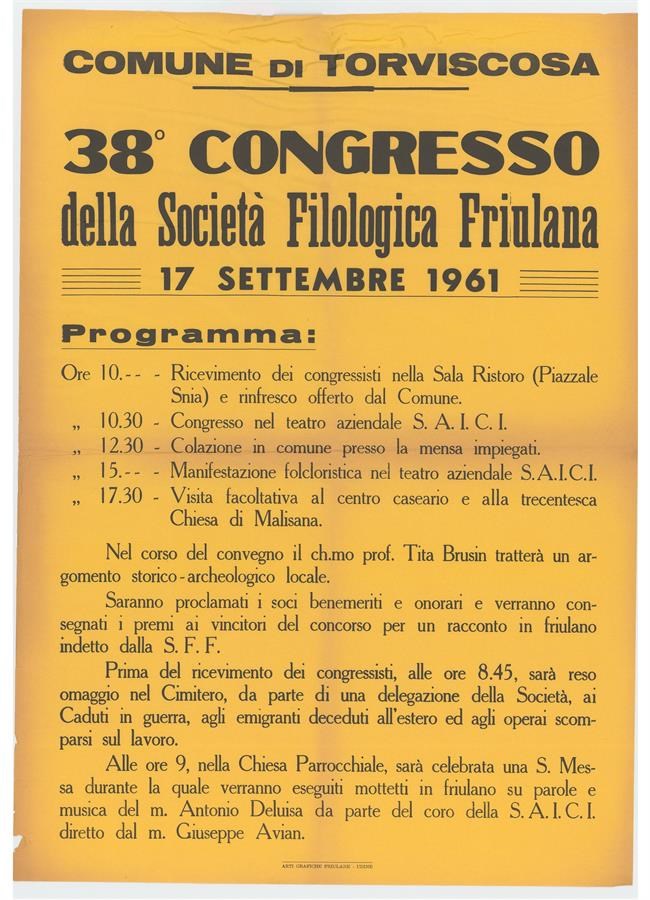 COMUNE DI TORVISCOSA
38° CONGRESSO
della Società Filologica Friulana
17 SETTEMBRE 1961
Programma:
Ore 10.-- - Ricevimento dei congressisti nella Sala Ristoro (Piazzale
Snia) e rinfresco offerto dal Comune.
„ 10.30 - Congresso nel teatro aziendale S. A. I. C. I.
„ 12.30 - Colazione in comune presso la mensa impiegati.
„ 15.-- - Manifestazione folcloristica nel teatro aziendale S.A.I.C.I.
„ 17.30 - Visita facoltativa al centro caseario e alla trecentesca
Chiesa di Malisana.
Nel corso del convegno il ch.mo prof. Tita Brusin tratterà un ar-
gomento storico-archeologico locale.
Saranno proclamati i soci benemeriti e onorari e verranno con-
segnati i premi ai vincitori del concorso per un racconto in friulano
indetto dalla S. F. F.
Prima del ricevimento dei congressisti, alle ore 8.45, sarà reso
omaggio nel Cimitero, da parte di una delegazione della Società, ai
Caduti in guerra, agli emigranti deceduti all'estero ed agli operai scom-
parsi sul lavoro.
Alle ore 9, nella Chiesa Parrocchiale, sarà celebrata una S. Mes-
sa durante la quale verranno eseguiti mottetti in friulano su parole e
musica del m. Antonio Deluisa da parte del coro della S. A. I. C. I.
diretto dal m. Giuseppe Avian.
ARTI GRAFICHE FRIULANE - UDINE